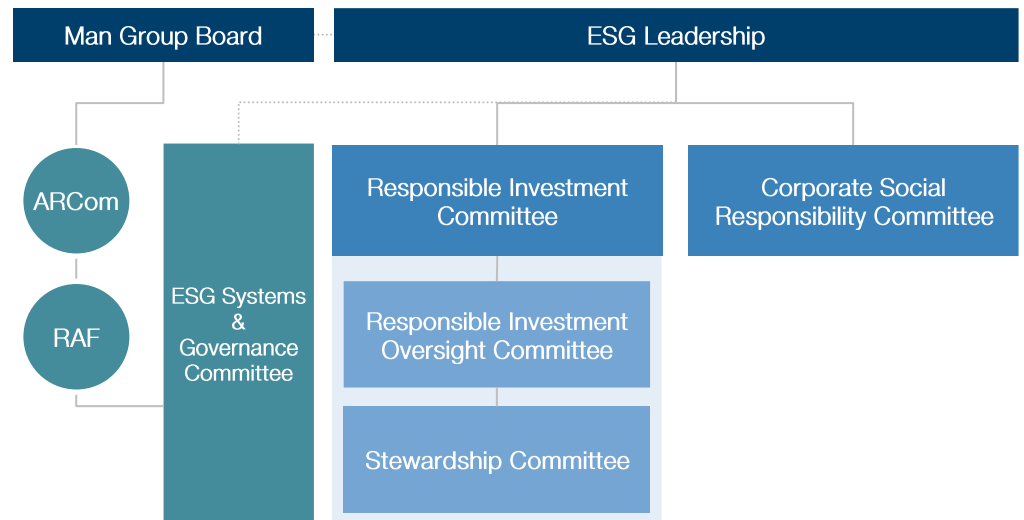 Man Group Board
ESG Leadership
ARCom
RAF
ESG Systems
&
Governance
Committee
Responsible Investment
Committee
Corporate Social
Responsibility Committee
Responsible Investment
Oversight Committee
Stewardship Committee